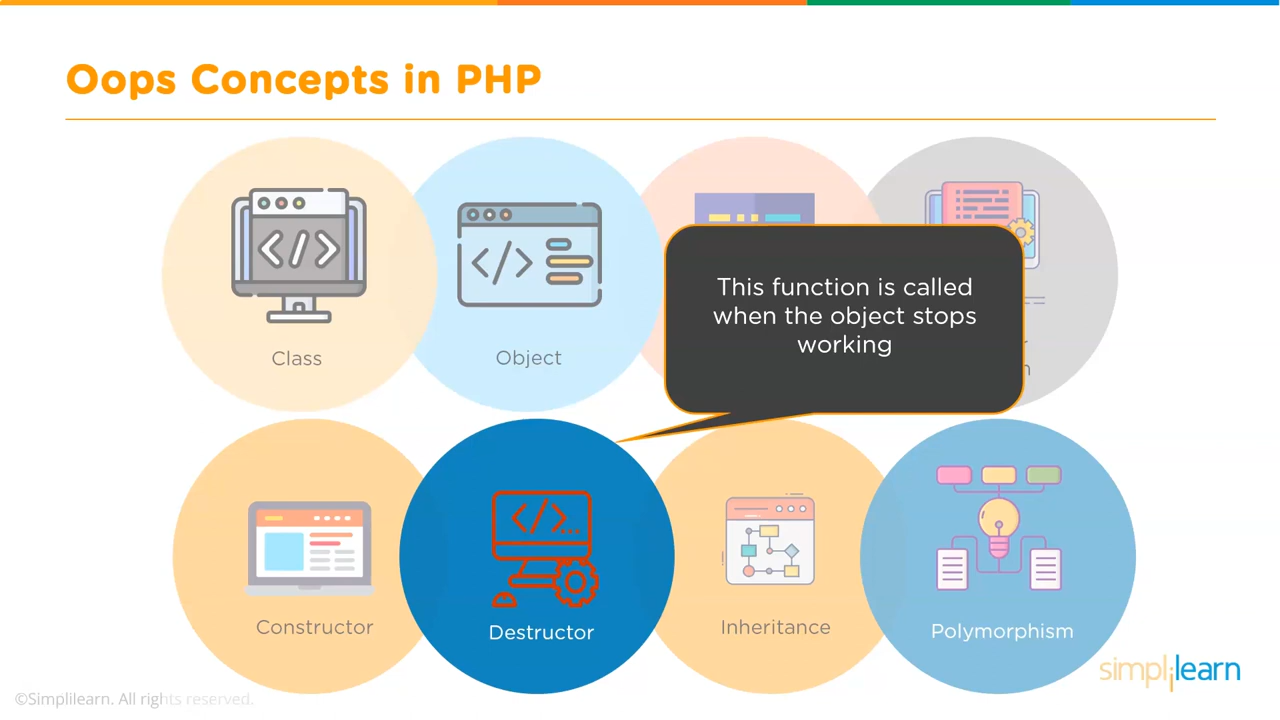 Oops Concepts in PHP
Class
Object
This function is called
when the object stops
working
Constructor
Destructor
Inheritance
Polymorphism
simplilearn
©Simplilearn. All rights reserved.